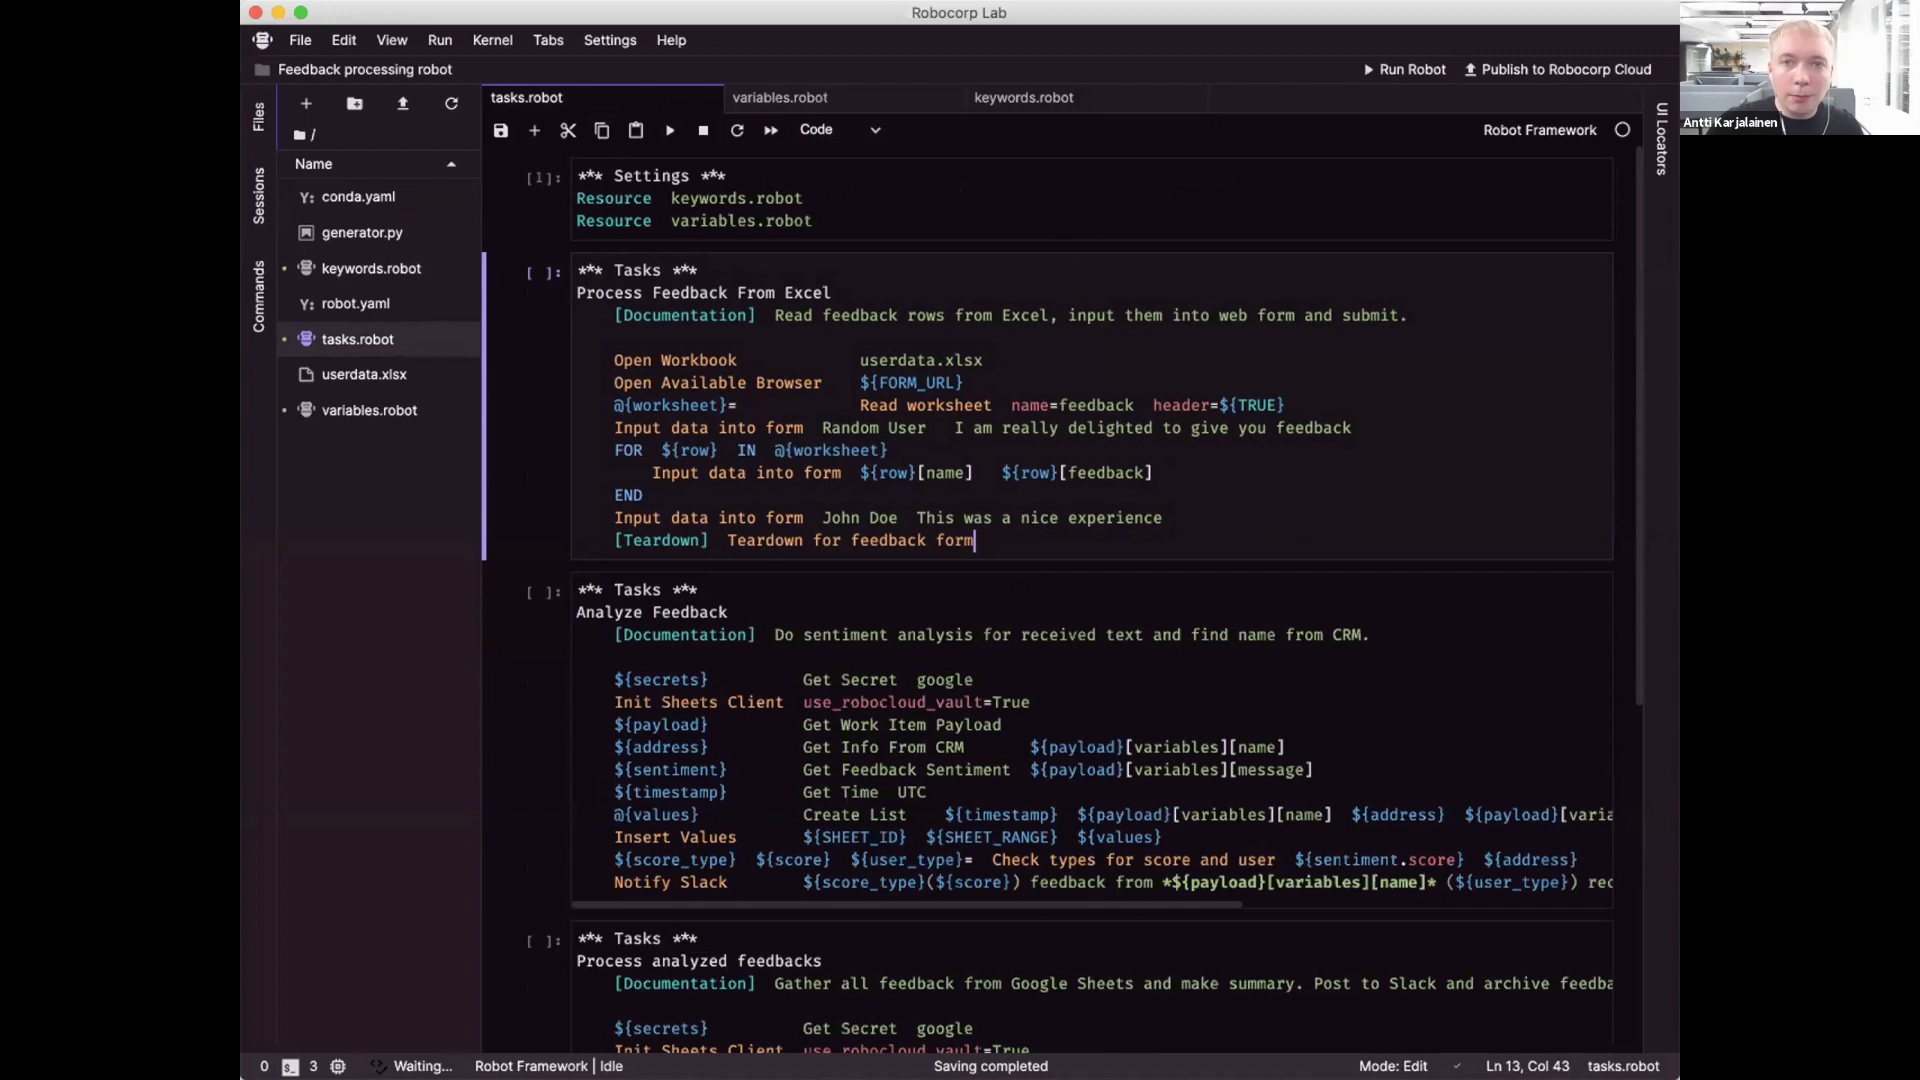 Robocorp Lab
File Edit View Run Kernel Tabs Settings Help
Feedback processing robot
Run Robot
Publish to Robocorp Cloud
Files
Sessions
Commands
/
Name
conda.yaml
generator.py
keywords.robot
robot.yaml
tasks.robot
userdata.xlsx
variables.robot
tasks.robot variables.robot keywords.robot
Code
Robot Framework
[1]: *** Settings ***
Resource keywords.robot
Resource variables.robot
[ ]: *** Tasks ***
Process Feedback From Excel
[Documentation] Read feedback rows from Excel, input them into web form and submit.
Open Workbook userdata.xlsx
Open Available Browser ${FORM_URL}
@{worksheet}= Read worksheet name=feedback header=${TRUE}
Input data into form Random User I am really delighted to give you feedback
FOR ${row} IN @{worksheet}
Input data into form ${row}[name] ${row}[feedback]
END
Input data into form John Doe This was a nice experience
[Teardown] Teardown for feedback form
[ ]: *** Tasks ***
Analyze Feedback
[Documentation] Do sentiment analysis for received text and find name from CRM.
${secrets} Get Secret google
Init Sheets Client use_robocloud_vault=True
${payload} Get Work Item Payload
${address} Get Info From CRM ${payload}[variables][name]
${sentiment} Get Feedback Sentiment ${payload}[variables][message]
${timestamp} Get Time UTC
@{values} Create List ${timestamp} ${payload}[variables][name] ${address} ${payload}[varia
Insert Values ${SHEET_ID} ${SHEET_RANGE} ${values}
${score_type} ${score} ${user_type}= Check types for score and user ${sentiment.score} ${address}
Notify Slack ${score_type}(${score}) feedback from *${payload}[variables][name]* (${user_type}) rec
[ ]: *** Tasks ***
Process analyzed feedbacks
[Documentation] Gather all feedback from Google Sheets and make summary. Post to Slack and archive feedba
${secrets} Get Secret google
Init Sheets Client use_robocloud_vault=True
UI Locators
Antti Karjalainen
0 3 Waiting... Robot Framework | Idle Saving completed Mode: Edit Ln 13, Col 43 tasks.robot